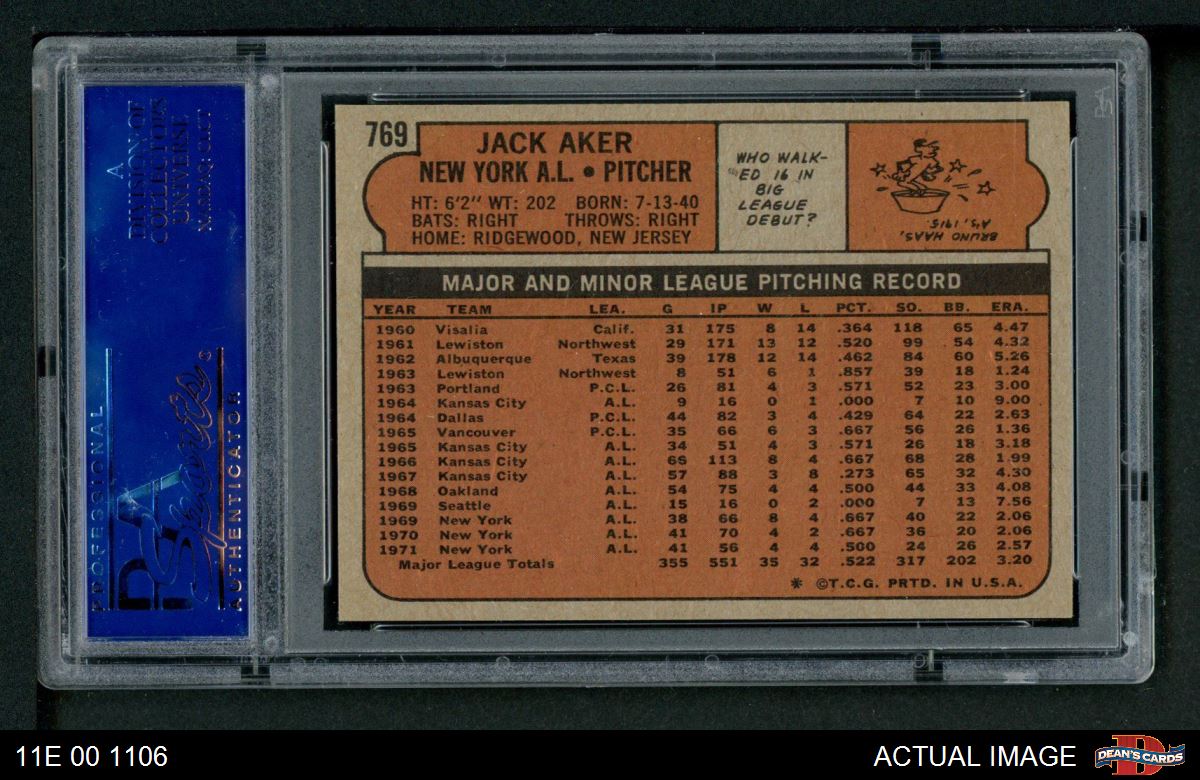 A
DIVISION OF
COLLECTORS
UNIVERSE
NASDAQ: CLCT
PROFESSIONAL
PSA
Sports
AUTHENTICATOR
769
JACK AKER
NEW YORK A.L. • PITCHER
HT: 6'2" WT: 202 BORN: 7-13-40
BATS: RIGHT THROWS: RIGHT
HOME: RIDGEWOOD, NEW JERSEY
WHO WALK-
ED 16 IN
BIG
LEAGUE
DEBUT?
BRUNO HAAS,
A'S, 1915.
MAJOR AND MINOR LEAGUE PITCHING RECORD
YEAR TEAM LEA. G IP W L PCT. SO. BB. ERA.
1960 Visalia Calif. 31 175 8 14 .364 118 65 4.47
1961 Lewiston Northwest 29 171 13 12 .520 99 54 4.32
1962 Albuquerque Texas 39 178 12 14 .462 84 60 5.26
1963 Lewiston Northwest 8 51 6 1 .857 39 18 1.24
1963 Portland P.C.L. 26 81 4 3 .571 52 23 3.00
1964 Kansas City A.L. 9 16 0 1 .000 7 10 9.00
1964 Dallas P.C.L. 44 82 3 4 .429 64 22 2.63
1965 Vancouver P.C.L. 35 66 6 3 .667 56 26 1.36
1965 Kansas City A.L. 34 51 4 3 .571 26 18 3.18
1966 Kansas City A.L. 66 113 8 4 .667 68 28 1.99
1967 Kansas City A.L. 57 88 3 8 .273 65 32 4.30
1968 Oakland A.L. 54 75 4 4 .500 44 33 4.08
1969 Seattle A.L. 15 16 0 2 .000 7 13 7.56
1969 New York A.L. 38 66 8 4 .667 40 22 2.06
1970 New York A.L. 41 70 4 2 .667 36 20 2.06
1971 New York A.L. 41 56 4 4 .500 24 26 2.57
Major League Totals 355 551 35 32 .522 317 202 3.20
* ©T.C.G. PRTD. IN U.S.A.
11E 00 1106
ACTUAL IMAGE
DEAN'S CARDS